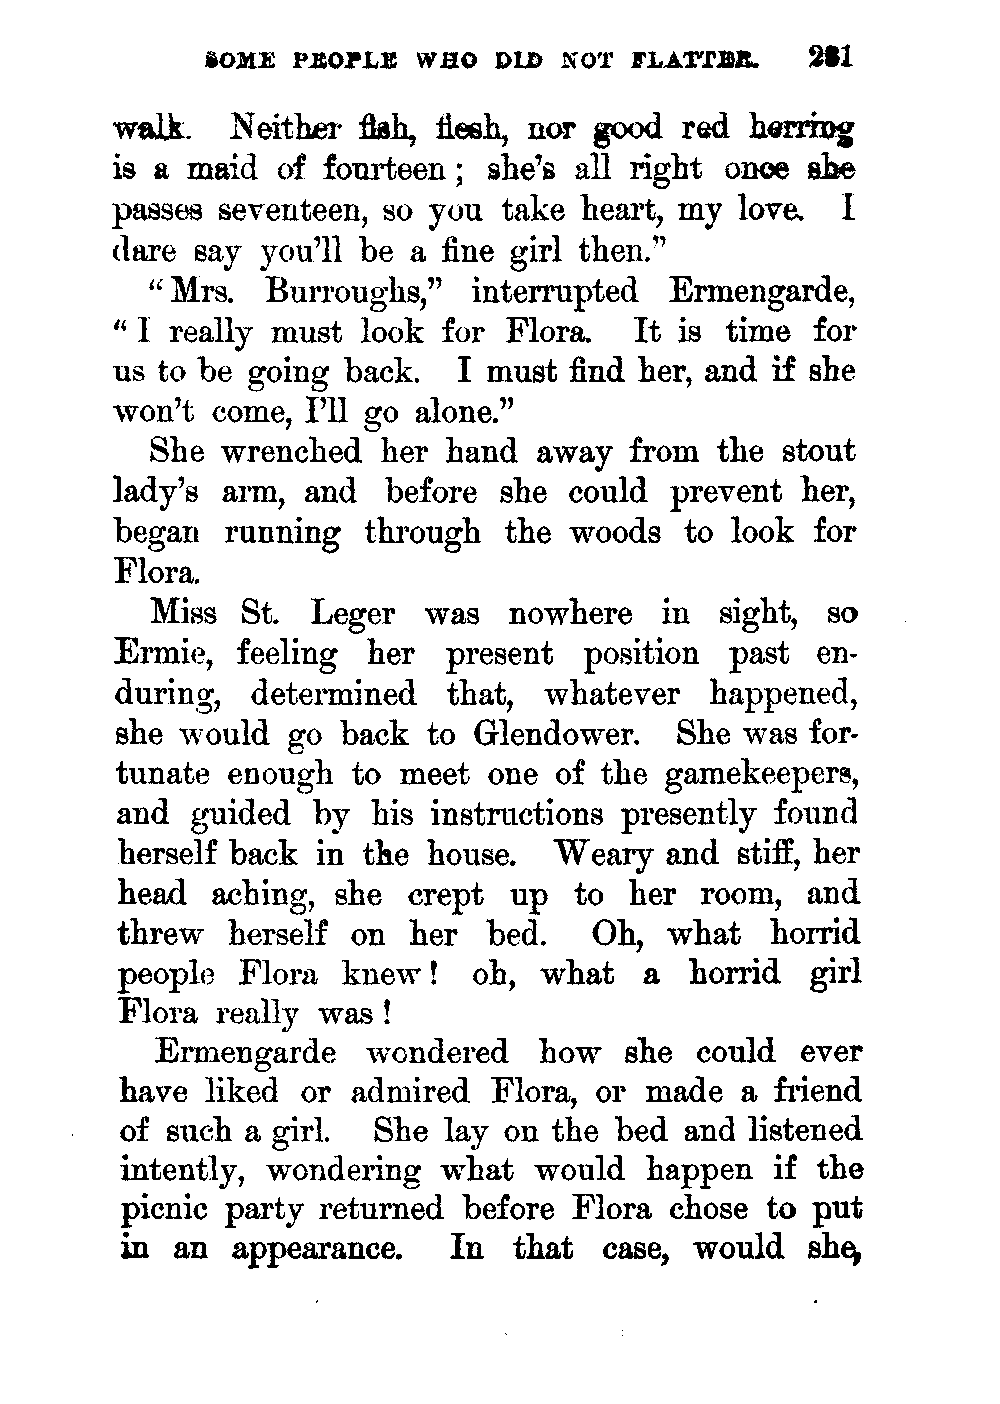 SOME PEOPLE WHO DID NOT FLATTER. 231
walk. Neither fish, flesh, nor good red herring
is a maid of fourteen; she's all right once she
passes seventeen, so you take heart, my love. I
dare say you'll be a fine girl then."
"Mrs. Burroughs," interrupted Ermengarde,
"I really must look for Flora. It is time for
us to be going back. I must find her, and if she
won't come, I'll go alone."
She wrenched her hand away from the stout
lady's arm, and before she could prevent her,
began running through the woods to look for
Flora.
Miss St. Leger was nowhere in sight, so
Ermie, feeling her present position past en-
during, determined that, whatever happened,
she would go back to Glendower. She was for-
tunate enough to meet one of the gamekeepers,
and guided by his instructions presently found
herself back in the house. Weary and stiff, her
head aching, she crept up to her room, and
threw herself on her bed. Oh, what horrid
people Flora knew! oh, what a horrid girl
Flora really was!
Ermengarde wondered how she could ever
have liked or admired Flora, or made a friend
of such a girl. She lay on the bed and listened
intently, wondering what would happen if the
picnic party returned before Flora chose to put
in an appearance. In that case, would she,